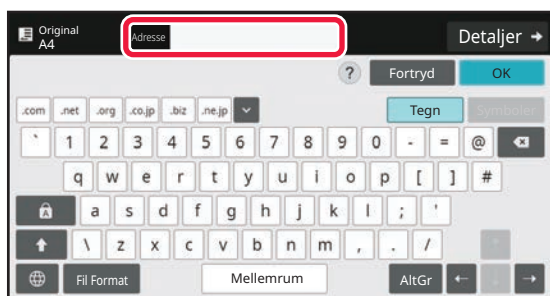 Original
A4
Adresse
Detaljer
? Fortryd OK
.com .net .org .co.jp .biz .ne.jp Tegn Symboler
` 1 2 3 4 5 6 7 8 9 0 - = @
q w e r t y u i o p [ ] #
a s d f g h j k l ; '
\ z x c v b n m , . /
Fil Format Mellemrum AltGr